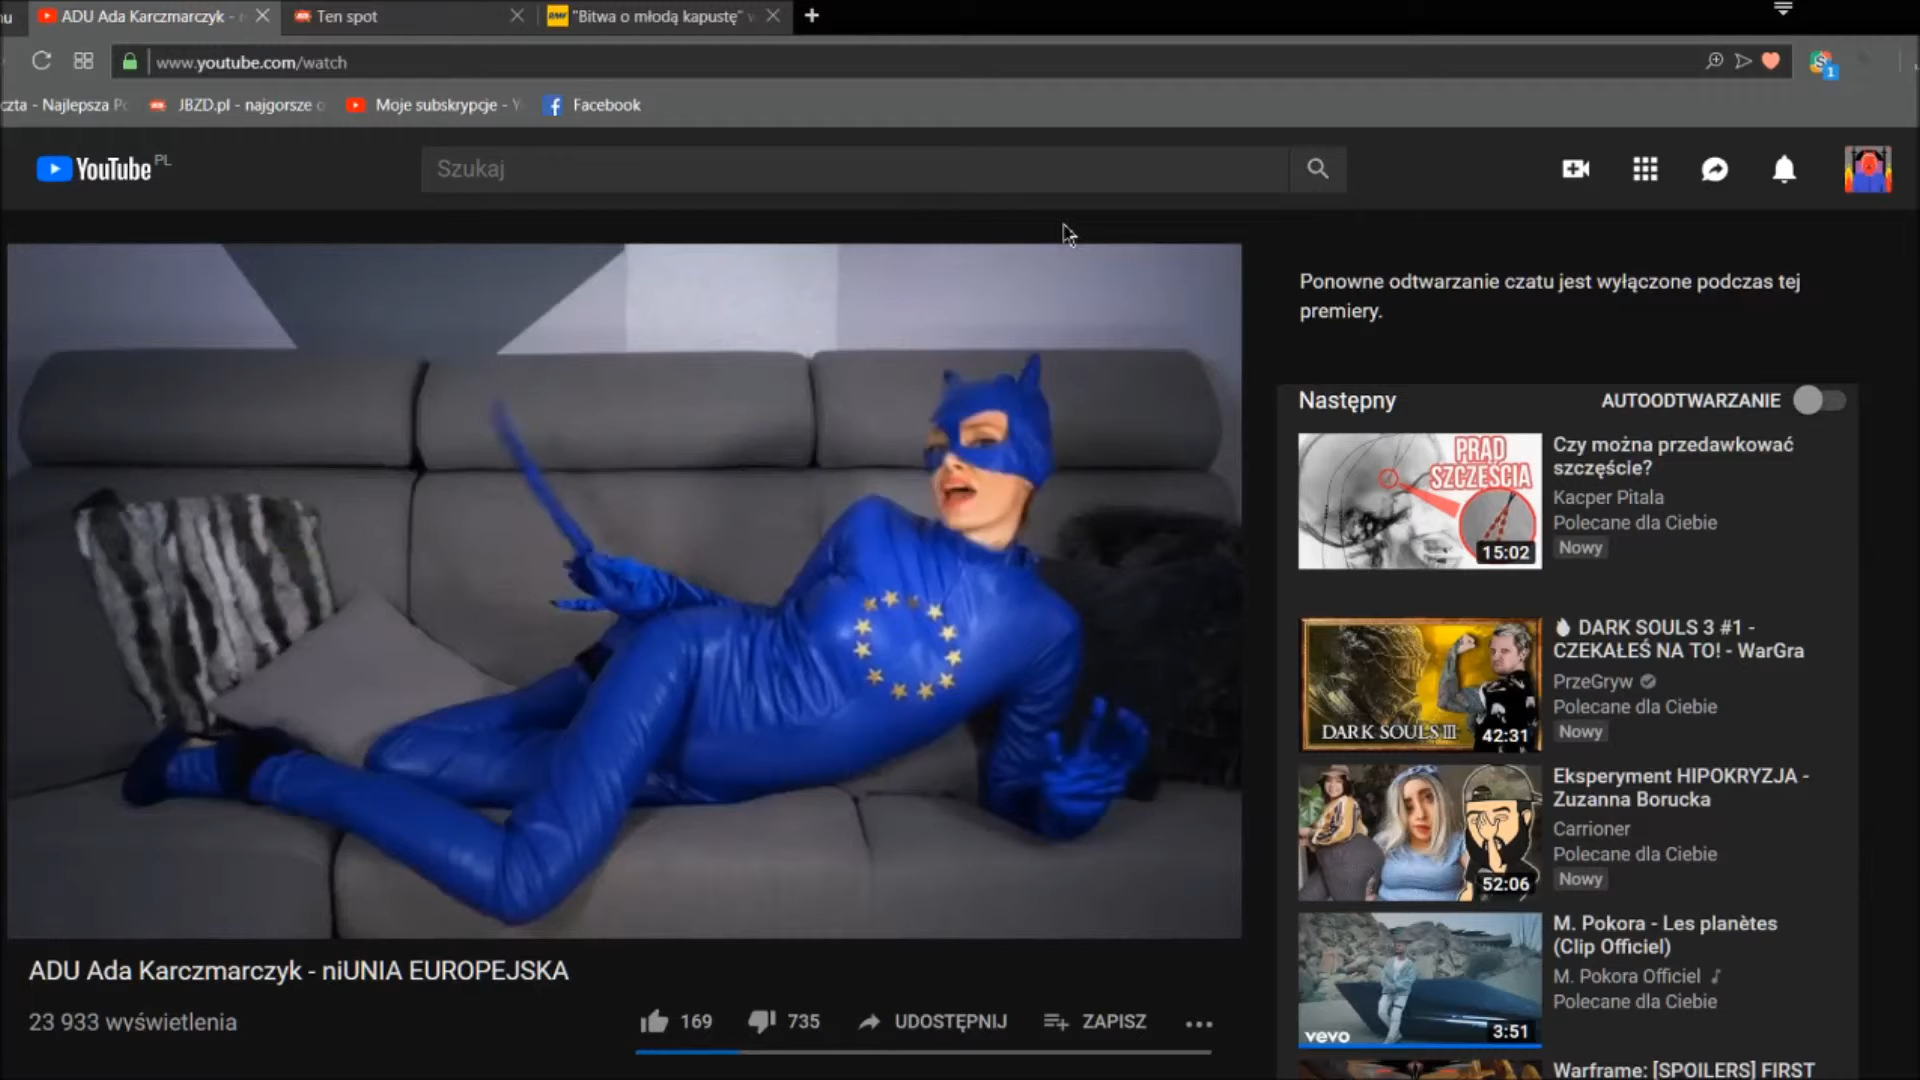 ADU Ada Karczmarczyk -
Ten spot
"Bitwa o młodą kapustę"
www.youtube.com/watch
1
czta - Najlepsza
JBZD.pl - najgorsze
Moje subskrypcje -
Facebook
YouTube PL
Szukaj
Ponowne odtwarzanie czatu jest wyłączone podczas tej
premiery.
Następny
AUTOODTWARZANIE
PRĄD
SZCZĘŚCIA
15:02
Czy można przedawkować
szczęście?
Kacper Pitala
Polecane dla Ciebie
Nowy
DARK SOULS III
42:31
DARK SOULS 3 #1 -
CZEKAŁEŚ NA TO! - WarGra
PrzeGryw
Polecane dla Ciebie
Nowy
52:06
Eksperyment HIPOKRYZJA -
Zuzanna Borucka
Carrioner
Polecane dla Ciebie
Nowy
vevo
3:51
M. Pokora - Les planètes
(Clip Officiel)
M. Pokora Officiel
Polecane dla Ciebie
Warframe: [SPOILERS] FIRST
ADU Ada Karczmarczyk - niUNIA EUROPEJSKA
23 933 wyświetlenia
169
735
UDOSTĘPNIJ
ZAPISZ